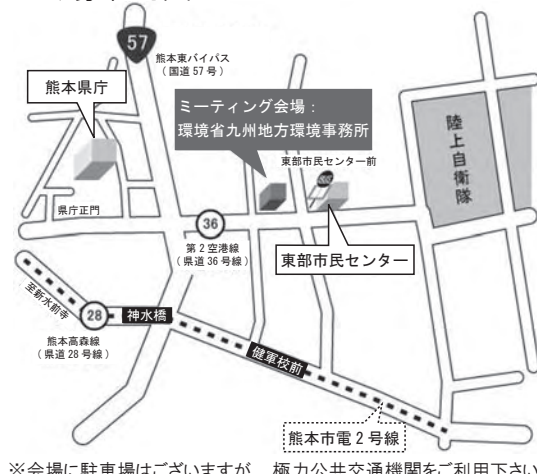 57
熊本東バイパス
（国道57号）
熊本県庁
ミーティング会場：
環境省九州地方環境事務所
東部市民センター前
陸上自衛隊
県庁正門
36
第2空港線
（県道36号線）
東部市民センター
至新水前寺
28
神水橋
熊本高森線
（県道28号線）
健軍校前
熊本市電2号線
※会場に駐車場はございますが、極力公共交通機関をご利用下さい